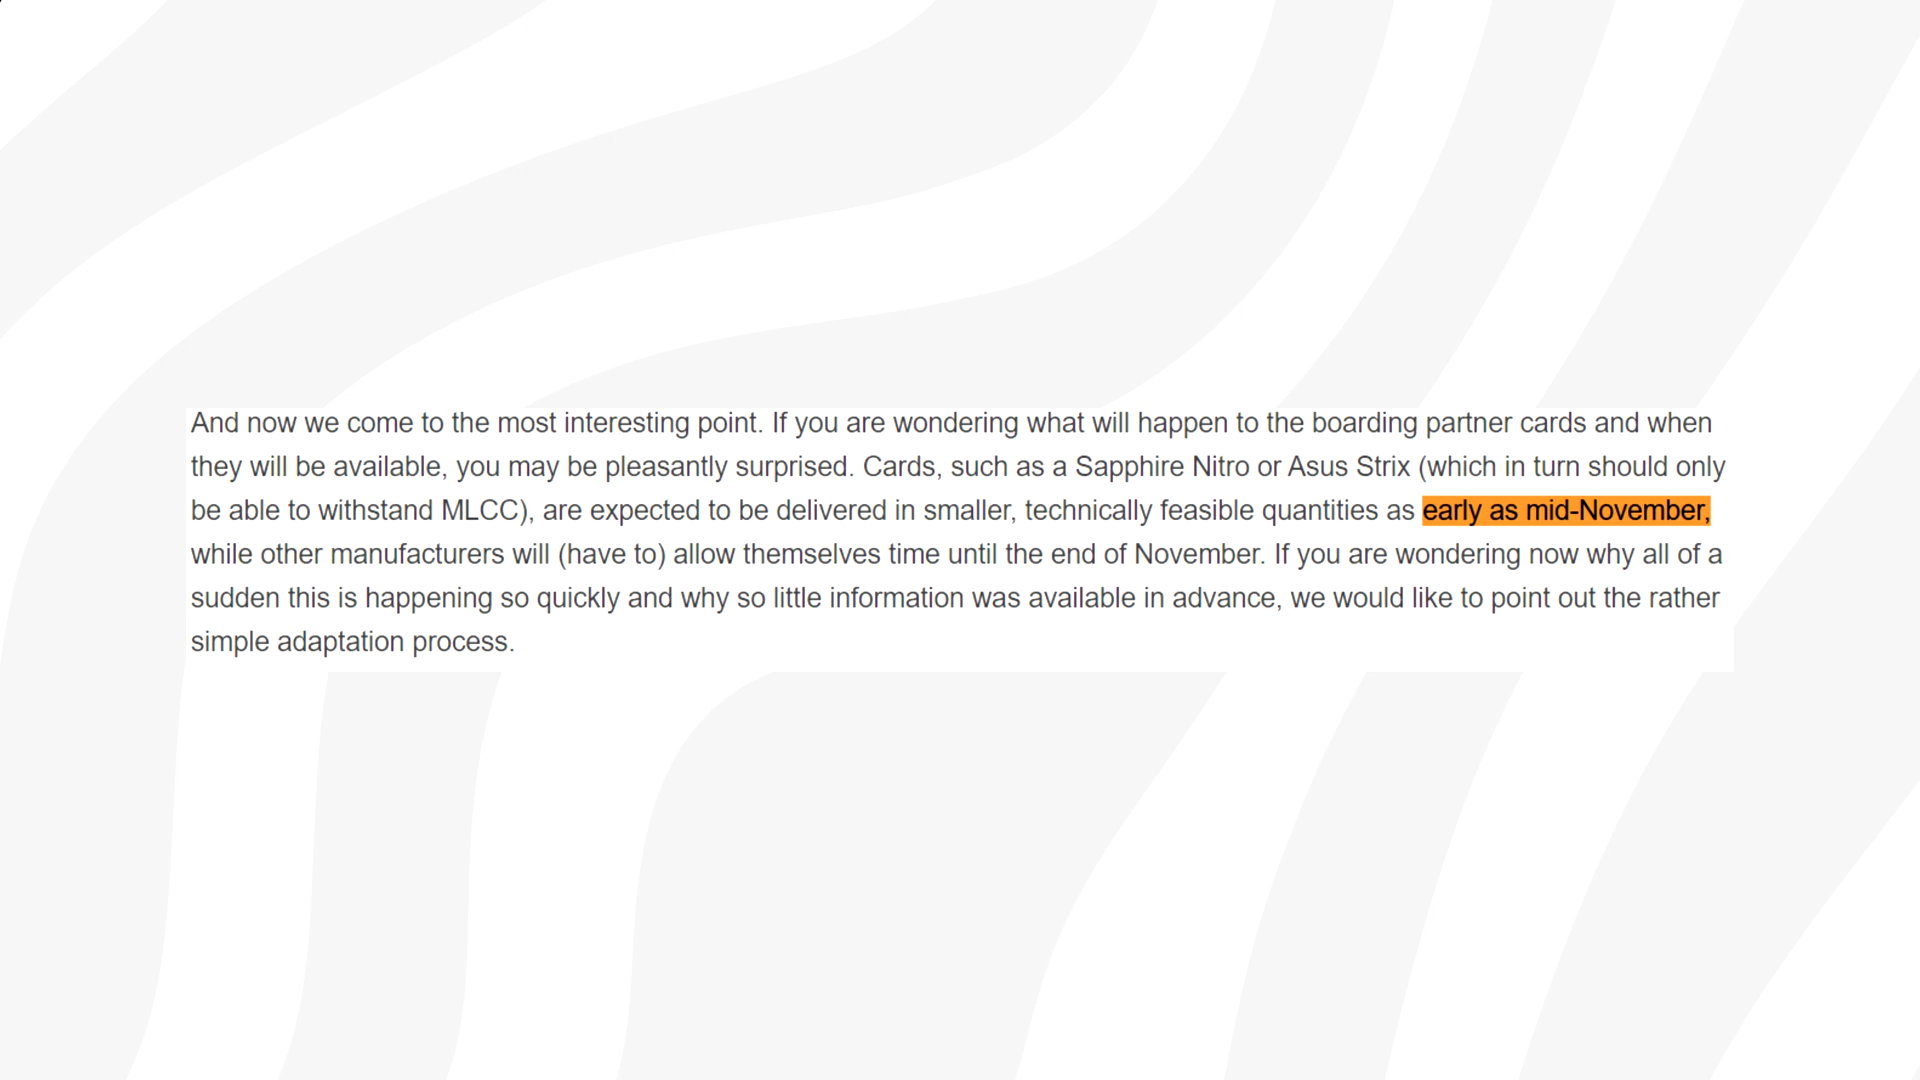 And now we come to the most interesting point. If you are wondering what will happen to the boarding partner cards and when
they will be available, you may be pleasantly surprised. Cards, such as a Sapphire Nitro or Asus Strix (which in turn should only
be able to withstand MLCC), are expected to be delivered in smaller, technically feasible quantities as early as mid-November,
while other manufacturers will (have to) allow themselves time until the end of November. If you are wondering now why all of a
sudden this is happening so quickly and why so little information was available in advance, we would like to point out the rather
simple adaptation process.